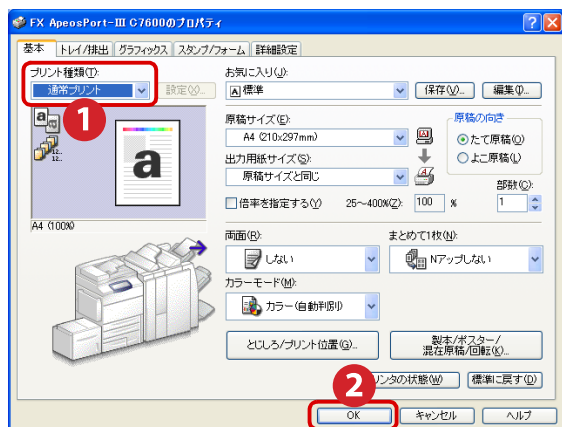 FX ApeosPort-III C7600のプロパティ
基本 トレイ/排出 グラフィックス スタンプ/フォーム 詳細設定
プリント種類(T):
通常プリント 設定(X)...
1
a
12..
12..
A4 (100%)
お気に入り(J):
標準 保存(V)... 編集(I)...
原稿サイズ(E):
A4 (210x297mm)
出力用紙サイズ(S):
原稿サイズと同じ
倍率を指定する(Y) 25~400%(Z): 100 %
原稿の向き
たて原稿(O)
よこ原稿(L)
部数(C):
1
両面(R):
しない
まとめて1枚(N):
Nアップしない
カラーモード(M):
カラー(自動判別)
とじしろ/プリント位置(G)...
製本/ポスター/
混在原稿/回転(K)...
リンタの状態(W) 標準に戻す(D)
2
OK キャンセル ヘルプ